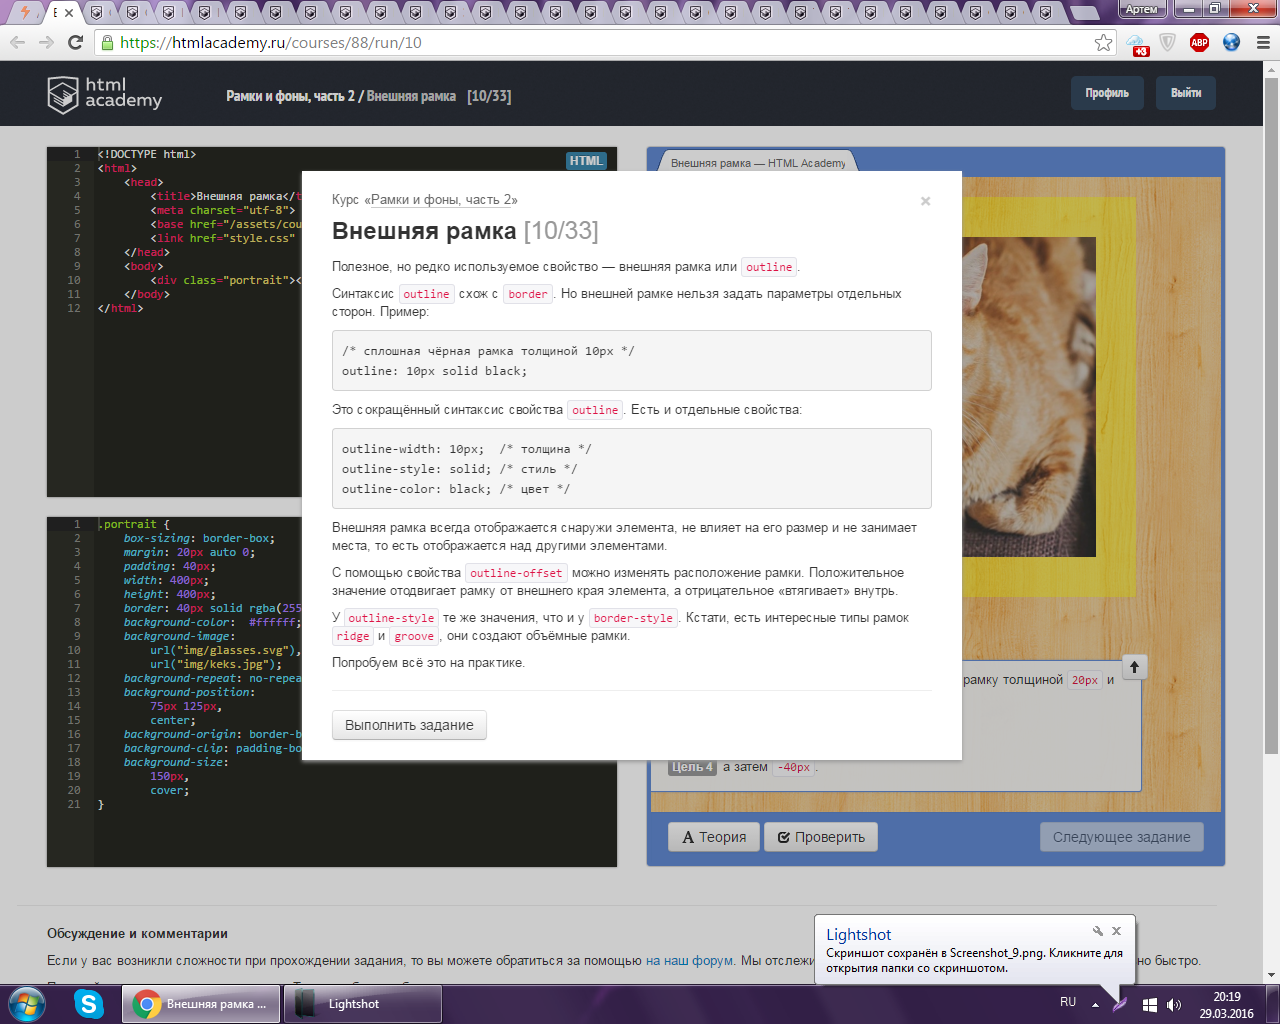 Артем
https://htmlacademy.ru/courses/88/run/10
+3
ABP
html
academy
Рамки и фоны, часть 2 / Внешняя рамка [10/33]
Профиль
Выйти
HTML
1 <!DOCTYPE html>
2 <html>
3 <head>
4 <title>Внешняя рамка</t
5 <meta charset="utf-8">
6 <base href="/assets/cou
7 <link href="style.css"
8 </head>
9 <body>
10 <div class="portrait"><
11 </body>
12 </html>
Внешняя рамка — HTML Academy
Курс «Рамки и фоны, часть 2»
×
Внешняя рамка [10/33]
Полезное, но редко используемое свойство — внешняя рамка или outline.
Синтаксис outline схож с border. Но внешней рамке нельзя задать параметры отдельных
сторон. Пример:
/* сплошная чёрная рамка толщиной 10px */
outline: 10px solid black;
Это сокращённый синтаксис свойства outline. Есть и отдельные свойства:
outline-width: 10px; /* толщина */
outline-style: solid; /* стиль */
outline-color: black; /* цвет */
Внешняя рамка всегда отображается снаружи элемента, не влияет на его размер и не занимает
места, то есть отображается над другими элементами.
С помощью свойства outline-offset можно изменять расположение рамки. Положительное
значение отодвигает рамку от внешнего края элемента, а отрицательное «втягивает» внутрь.
У outline-style те же значения, что и у border-style. Кстати, есть интересные типы рамок
ridge и groove, они создают объёмные рамки.
Попробуем всё это на практике.
Выполнить задание
1 .portrait {
2 box-sizing: border-box;
3 margin: 20px auto 0;
4 padding: 40px;
5 width: 400px;
6 height: 400px;
7 border: 40px solid rgba(255
8 background-color: #ffffff;
9 background-image:
10 url("img/glasses.svg"),
11 url("img/keks.jpg");
12 background-repeat: no-repea
13 background-position:
14 75px 125px,
15 center;
16 background-origin: border-b
17 background-clip: padding-bo
18 background-size:
19 150px,
20 cover;
21 }
рамку толщиной 20px и
Цель 4 а затем -40px.
Теория
Проверить
Следующее задание
Обсуждение и комментарии
Если у вас возникли сложности при прохождении задания, то вы можете обратиться за помощью на наш форум. Мы отслежи
но быстро.
Lightshot
Скриншот сохранён в Screenshot_9.png. Кликните для
открытия папки со скриншотом.
Внешняя рамка ...
Lightshot
RU
20:19
29.03.2016